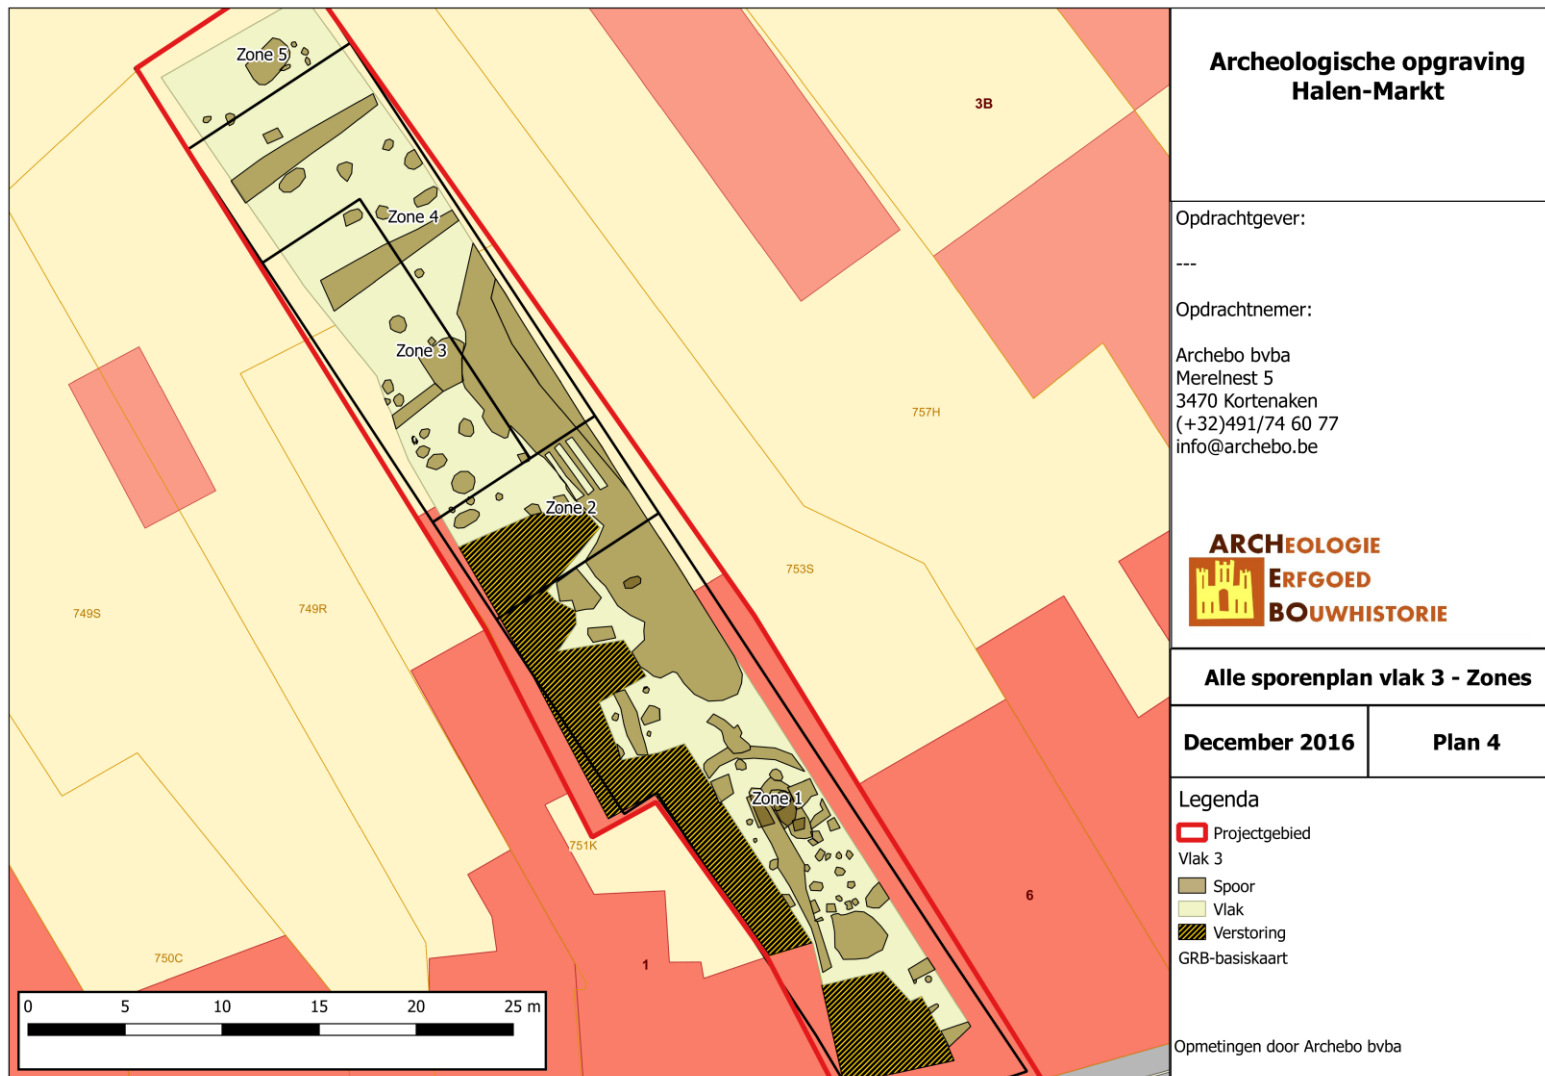 Archeologische opgraving
Halen-Markt
Opdrachtgever:
---
Opdrachtnemer:
Archebo bvba
Merelnest 5
3470 Kortenaken
(+32)491/74 60 77
info@archebo.be
ARCHEOLOGIE
ERFGOED
BOUWHISTORIE
Alle sporenplan vlak 3 - Zones
December 2016
Plan 4
Legenda
Projectgebied
Vlak 3
Spoor
Vlak
Verstoring
GRB-basiskaart
Opmetingen door Archebo bvba
Zone 5
3B
Zone 4
Zone 3
757H
Zone 2
753S
749S
749R
Zone 1
751K
6
750C
1
0 5 10 15 20 25 m